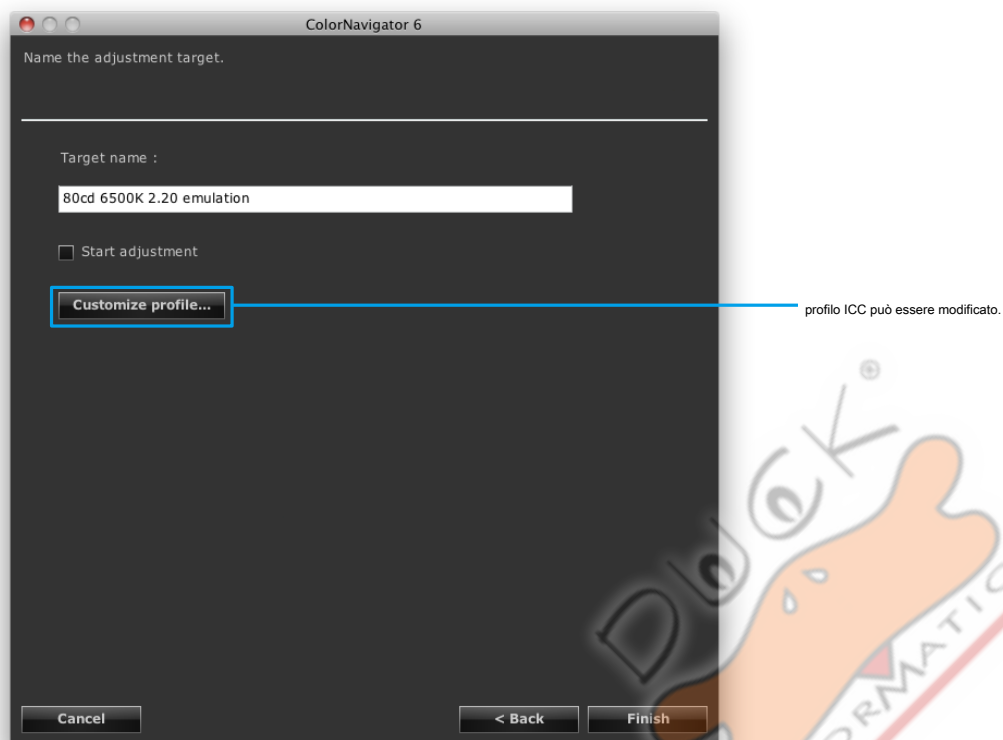 ColorNavigator 6
Name the adjustment target.
Target name :
80cd 6500K 2.20 emulation
Start adjustment
Customize profile...
profilo ICC può essere modificato.
Cancel
< Back
Finish